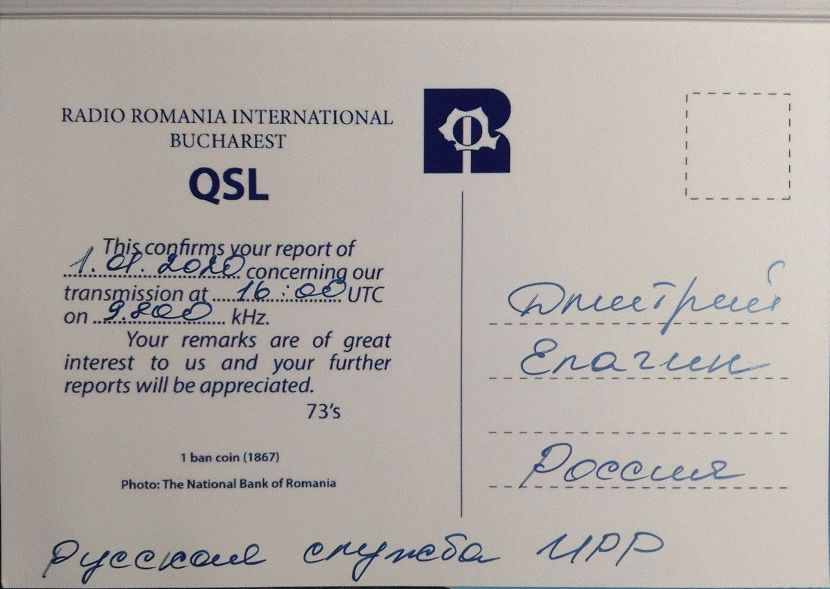 RADIO ROMANIA INTERNATIONAL
BUCHAREST
QSL
This confirms your report of
1.01.2020 concerning our
transmission at 16:00 UTC
on 9.800 kHz.
Your remarks are of great
interest to us and your further
reports will be appreciated.
73's
1 ban coin (1867)
Photo: The National Bank of Romania
R
Дмитрий
Елагин
Россия
Русская служба ИРР